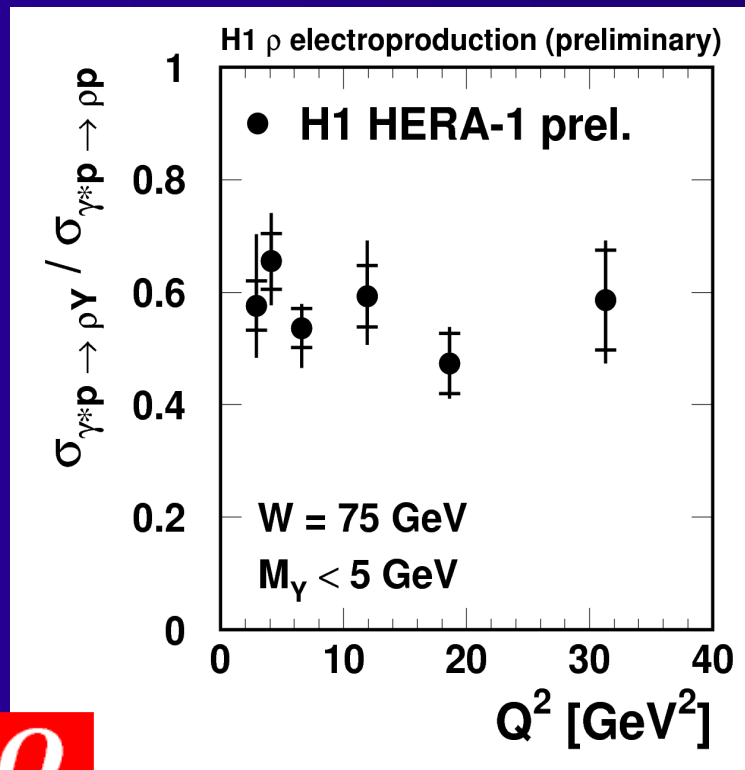 H1 ρ electroproduction (preliminary)
σγ*p → ρY / σγ*p → ρp
1
0.8
0.6
0.4
0.2
0
H1 HERA-1 prel.
W = 75 GeV
MY < 5 GeV
0 10 20 30 40
Q² [GeV²]
ρ